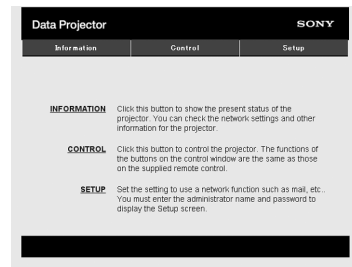 Data Projector SONY
Information Control Setup
INFORMATION Click this button to show the present status of the
projector. You can check the network settings and other
information for the projector.
CONTROL Click this button to control the projector. The functions of
the buttons on the control window are the same as those
on the supplied remote control.
SETUP Set the setting to use a network function such as mail, etc..
You must enter the administrator name and password to
display the Setup screen.